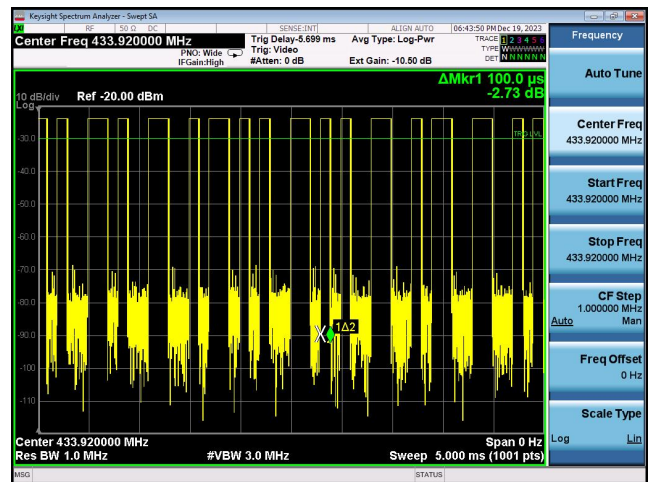 Keysight Spectrum Analyzer - Swept SA
RF 50 Ω DC SENSE:INT ALIGN AUTO 06:43:50 PM Dec 19, 2023
Center Freq 433.920000 MHz
PNO: Wide
IFGain:High
Trig Delay-5.699 ms
Trig: Video
#Atten: 0 dB
Avg Type: Log-Pwr
Ext Gain: -10.50 dB
TRACE 1 2 3 4 5 6
TYPE WWWWWW
DET N N N N N N
ΔMkr1 100.0 µs
-2.73 dB
10 dB/div
Log
Ref -20.00 dBm
TRIG LVL
-30.0
-40.0
-50.0
-60.0
-70.0
-80.0
-90.0
-100
-110
X
1Δ2
Center 433.920000 MHz
Span 0 Hz
Res BW 1.0 MHz
#VBW 3.0 MHz
Sweep 5.000 ms (1001 pts)
MSG
STATUS
Frequency
Auto Tune
Center Freq
433.920000 MHz
Start Freq
433.920000 MHz
Stop Freq
433.920000 MHz
CF Step
1.000000 MHz
Auto Man
Freq Offset
0 Hz
Scale Type
Log Lin